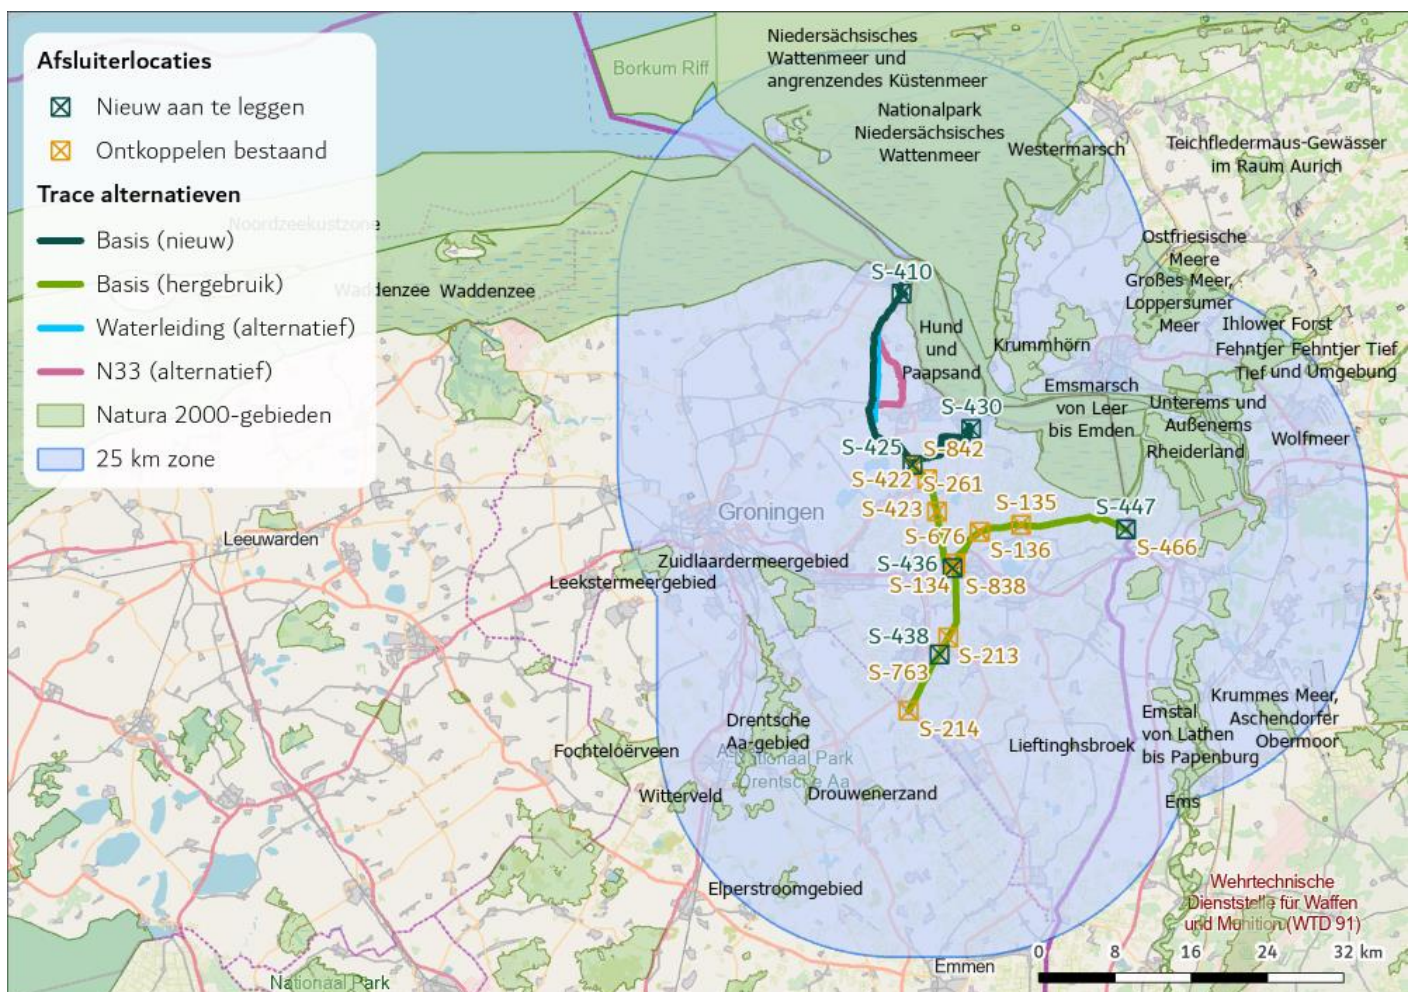 Afsluiterlocaties
Nieuw aan te leggen
Ontkoppelen bestaand
Trace alternatieven
Basis (nieuw)
Basis (hergebruik)
Waterleiding (alternatief)
N33 (alternatief)
Natura 2000-gebieden
25 km zone
Borkum Riff
Niedersächsisches
Wattenmeer und
angrenzendes Küstenmeer
Nationalpark
Niedersächsisches
Wattenmeer
Westermarsch
Teichfledermaus-Gewässer
im Raum Aurich
Noordzeekustzone
Waddenzee Waddenzee
Ostfriesische
Meere
Großes Meer,
Loppersumer
Meer
Ihlower Forst
Fehntjer Fehntjer Tief
Tief und Umgebung
S-410
Hund
und
Paapsand
Krummhörn
Emsmarsch
von Leer
bis Emden
Unterems und
Außenems
Rheiderland
Wolfmeer
S-430
S-425
S-842
S-422
S-261
S-423
S-135
S-447
S-676
S-136
S-466
S-436
S-134
S-838
S-438
S-213
S-763
S-214
Groningen
Leeuwarden
Zuidlaardermeergebied
Leekstermeergebied
Drentsche
Aa-gebied
Nationaal Park
Drentsche Aa
Fochteloërveen
Witterveld
Drouwenerzand
Lieftinghsbroek
Emstal
von Lathen
bis Papenburg
Krummes Meer,
Aschendorfer
Obermoor
Ems
Elperstroomgebied
Wehrtechnische
Dienststelle für Waffen
und Munition (WTD 91)
Emmen
Nationaal Park
0 8 16 24 32 km